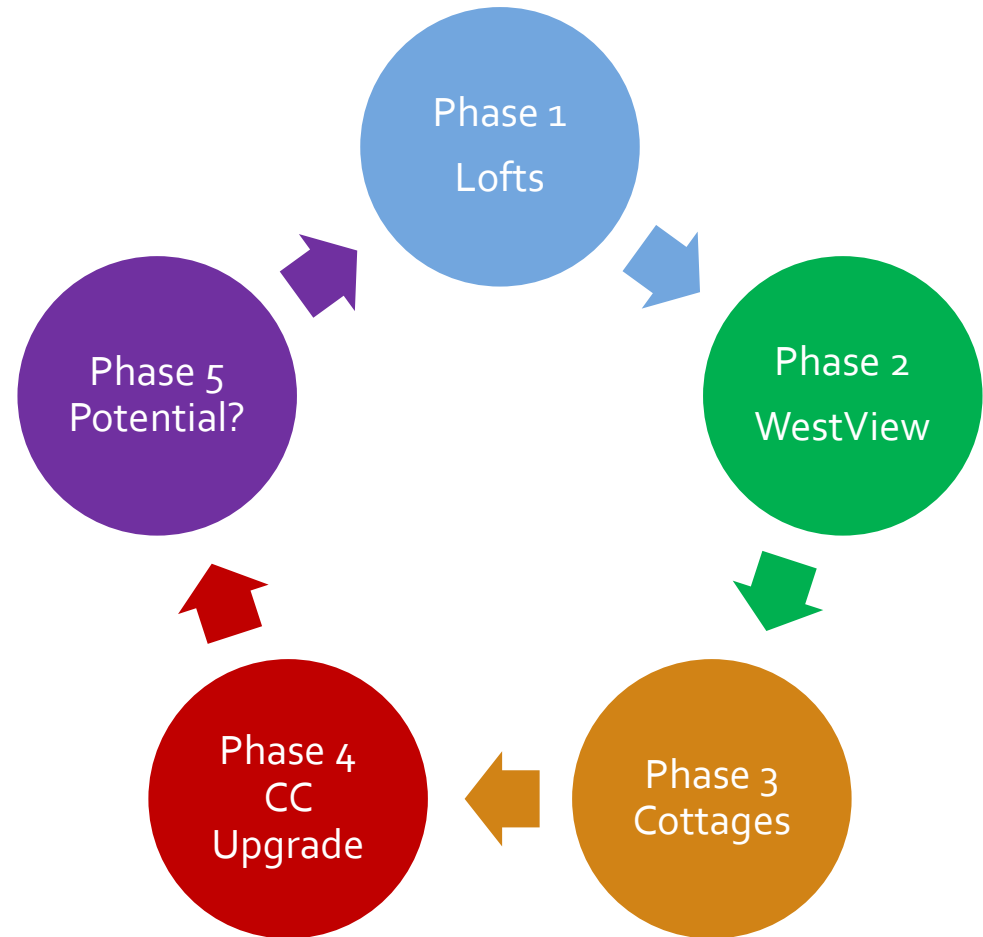 Phase 1
Lofts
Phase 2
WestView
Phase 3
Cottages
Phase 4
CC
Upgrade
Phase 5
Potential?